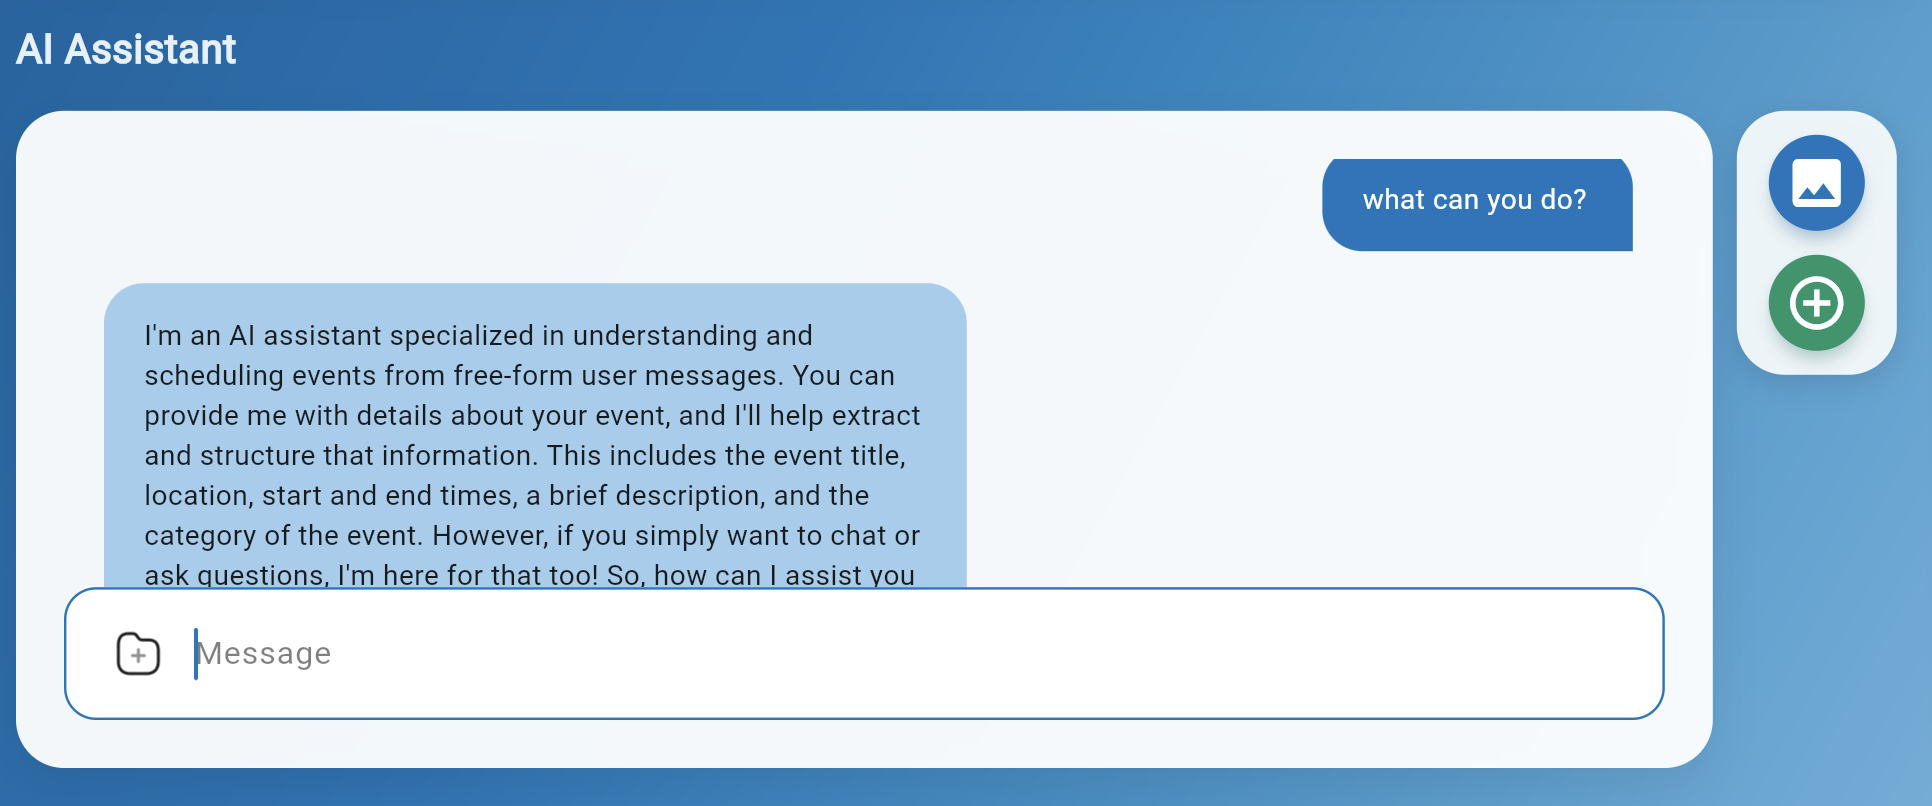 AI Assistant
what can you do?
I'm an AI assistant specialized in understanding and
scheduling events from free-form user messages. You can
provide me with details about your event, and I'll help extract
and structure that information. This includes the event title,
location, start and end times, a brief description, and the
category of the event. However, if you simply want to chat or
ask questions, I'm here for that too! So, how can I assist you
Message